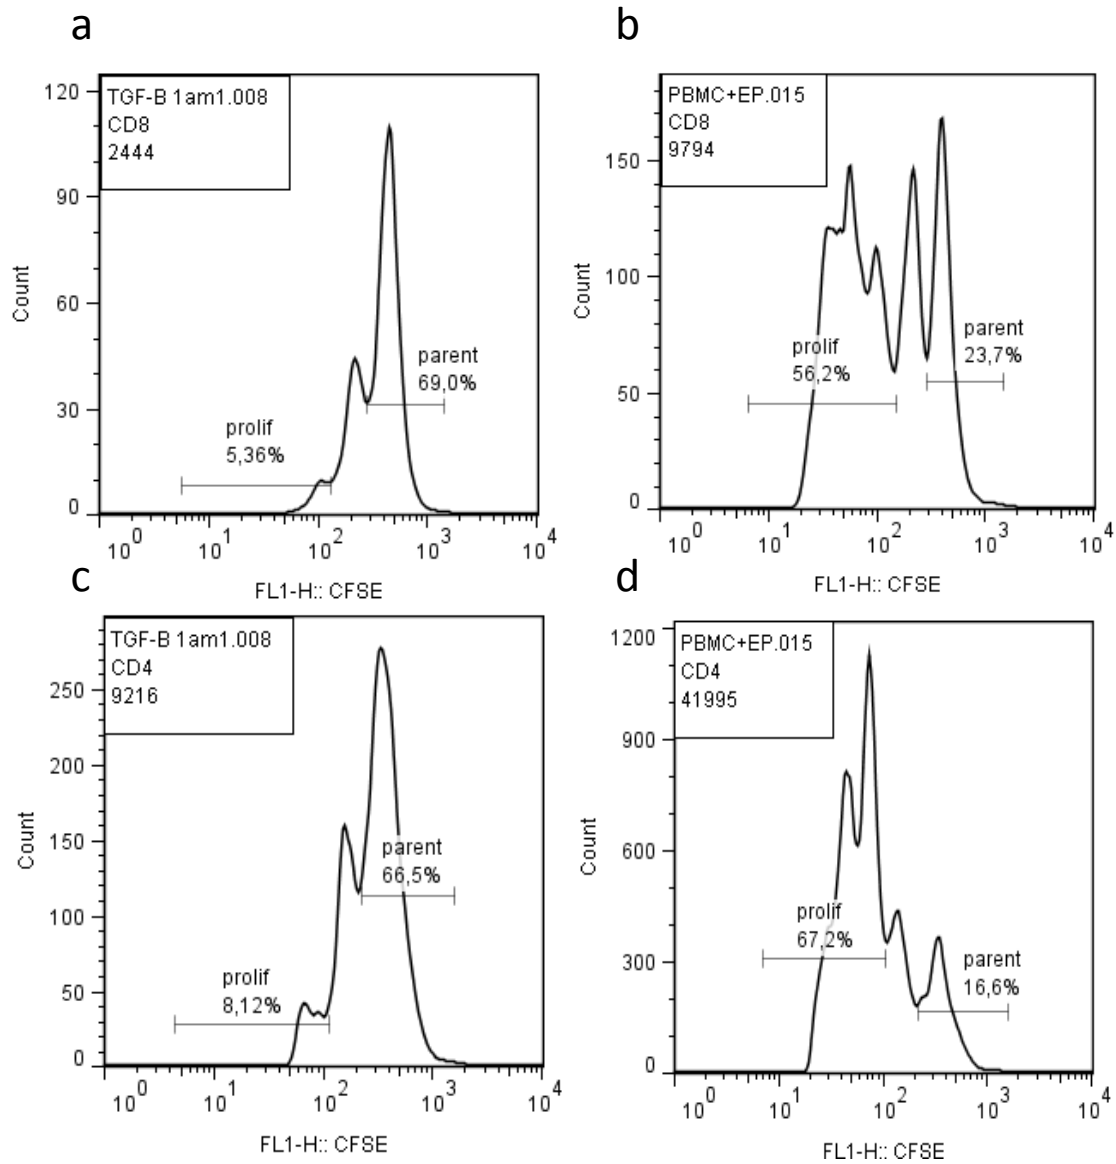 a
TGF-B 1am1.008
CD8
2444
120
90
60
30
0
Count
parent
69,0%
prolif
5,36%
10^0 10^1 10^2 10^3 10^4
FL1-H:: CFSE
b
PBMC+EP.015
CD8
9794
150
100
50
0
Count
parent
23,7%
prolif
56,2%
10^0 10^1 10^2 10^3 10^4
FL1-H:: CFSE
c
TGF-B 1am1.008
CD4
9216
250
200
150
100
50
0
Count
parent
66,5%
prolif
8,12%
10^0 10^1 10^2 10^3 10^4
FL1-H:: CFSE
d
PBMC+EP.015
CD4
41995
1200
900
600
300
0
Count
prolif
67,2%
parent
16,6%
10^0 10^1 10^2 10^3 10^4
FL1-H:: CFSE